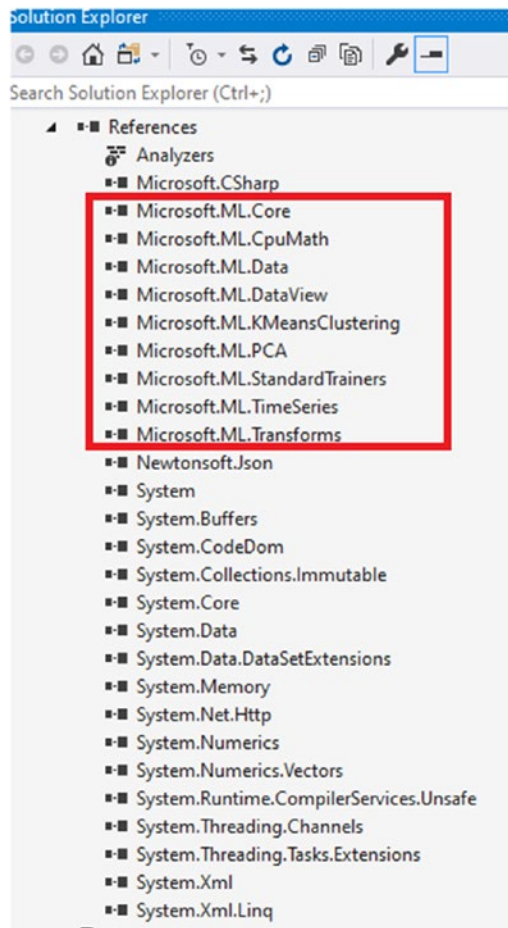 Solution Explorer
Search Solution Explorer (Ctrl+;)
References
Analyzers
Microsoft.CSharp
Microsoft.ML.Core
Microsoft.ML.CpuMath
Microsoft.ML.Data
Microsoft.ML.DataView
Microsoft.ML.KMeansClustering
Microsoft.ML.PCA
Microsoft.ML.StandardTrainers
Microsoft.ML.TimeSeries
Microsoft.ML.Transforms
Newtonsoft.Json
System
System.Buffers
System.CodeDom
System.Collections.Immutable
System.Core
System.Data
System.Data.DataSetExtensions
System.Memory
System.Net.Http
System.Numerics
System.Numerics.Vectors
System.Runtime.CompilerServices.Unsafe
System.Threading.Channels
System.Threading.Tasks.Extensions
System.Xml
System.Xml.Linq